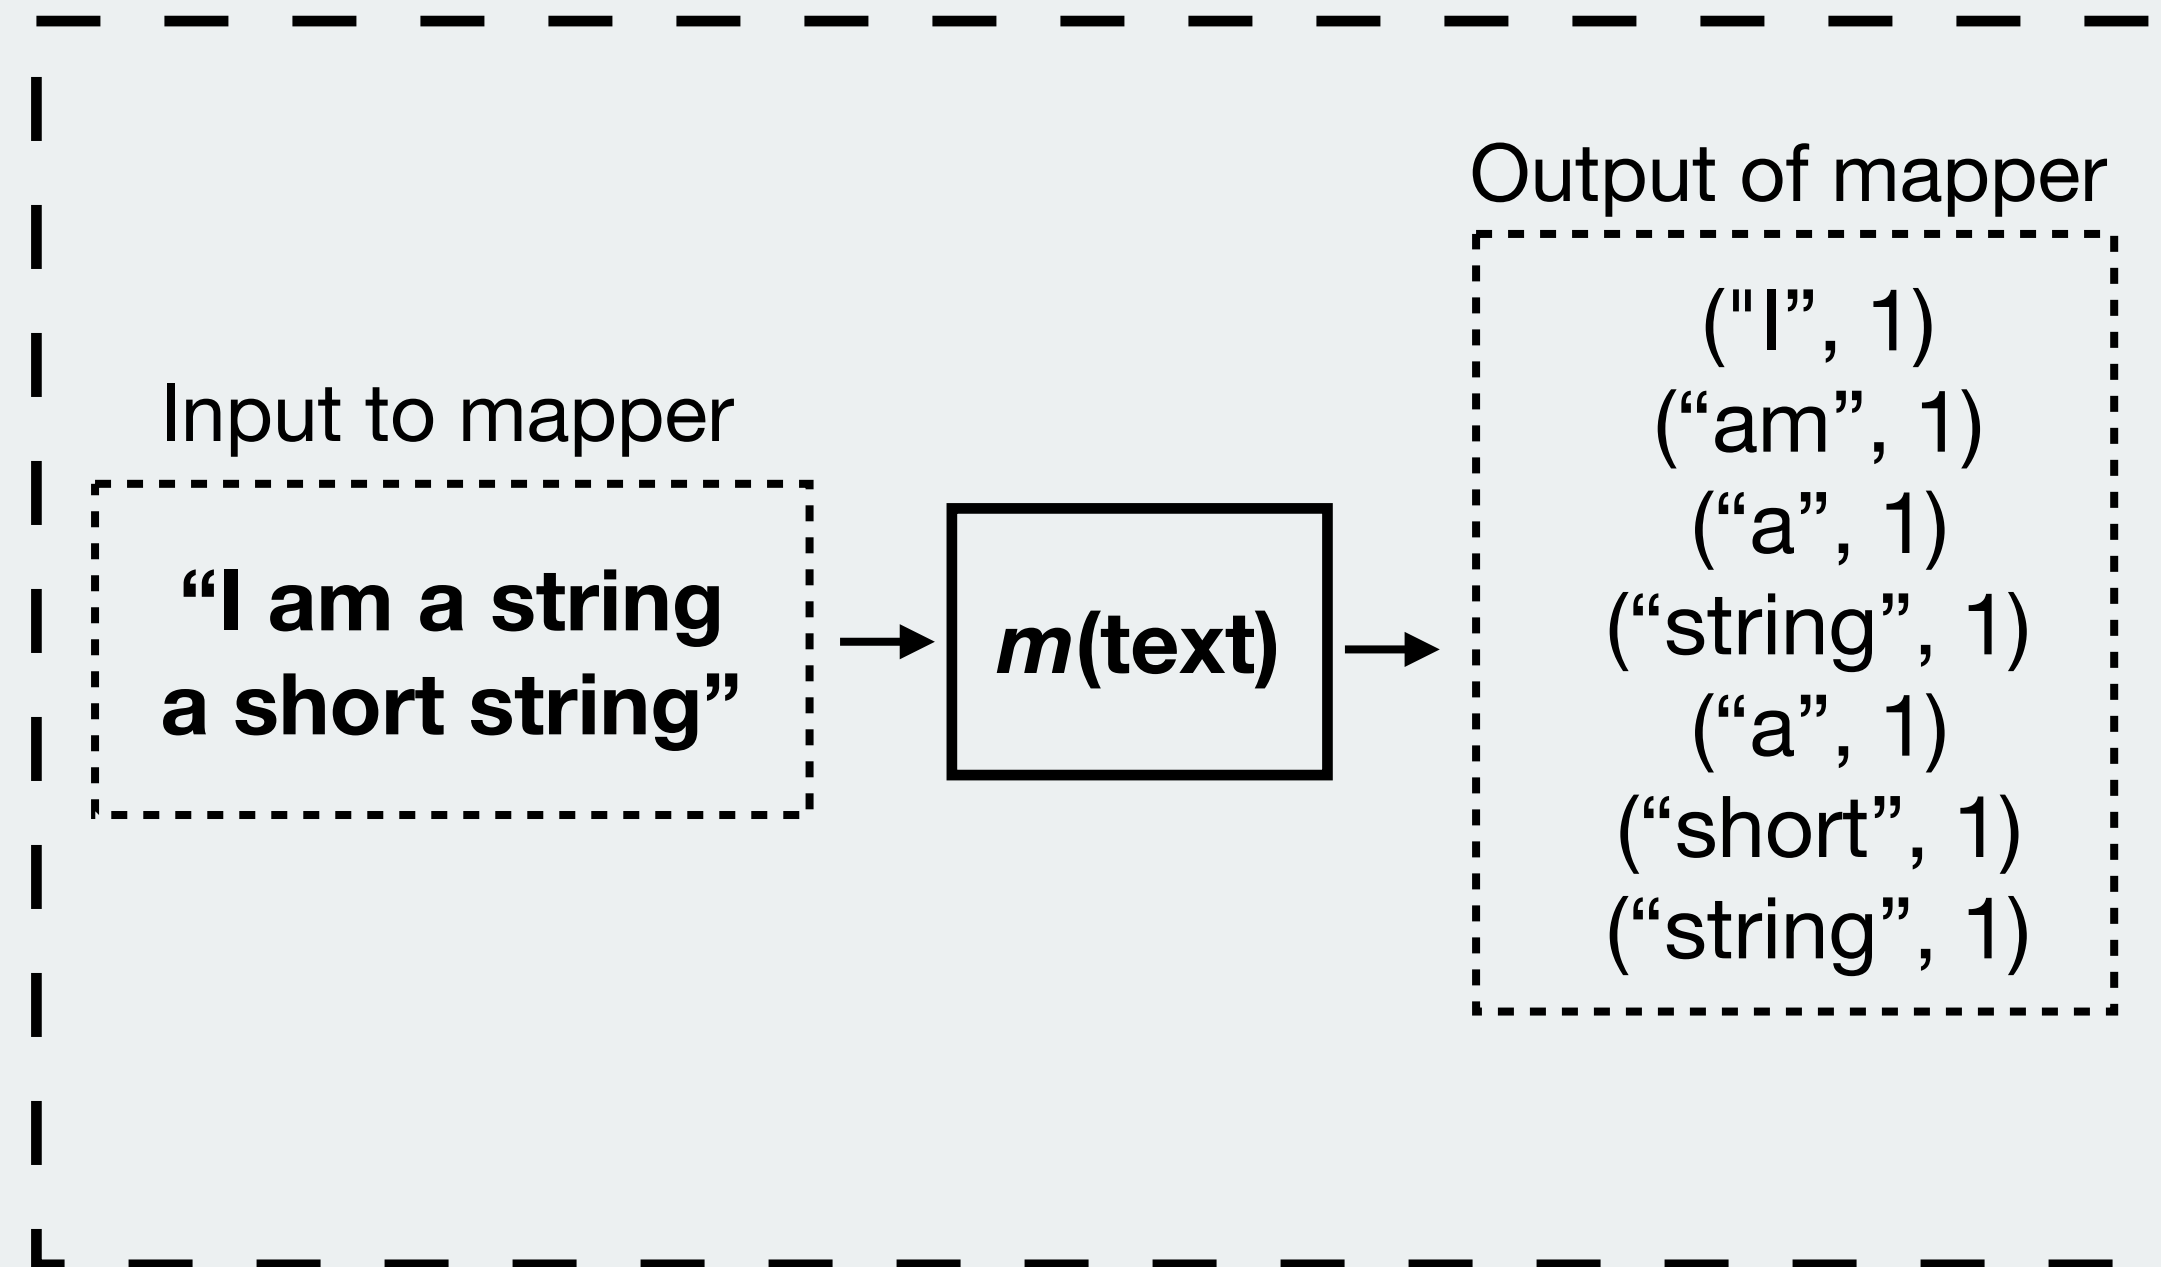 Input to mapper
“I am a string
a short string”
m(text)
Output of mapper
("I”, 1)
(“am”, 1)
(“a”, 1)
(“string”, 1)
(“a”, 1)
(“short”, 1)
(“string”, 1)